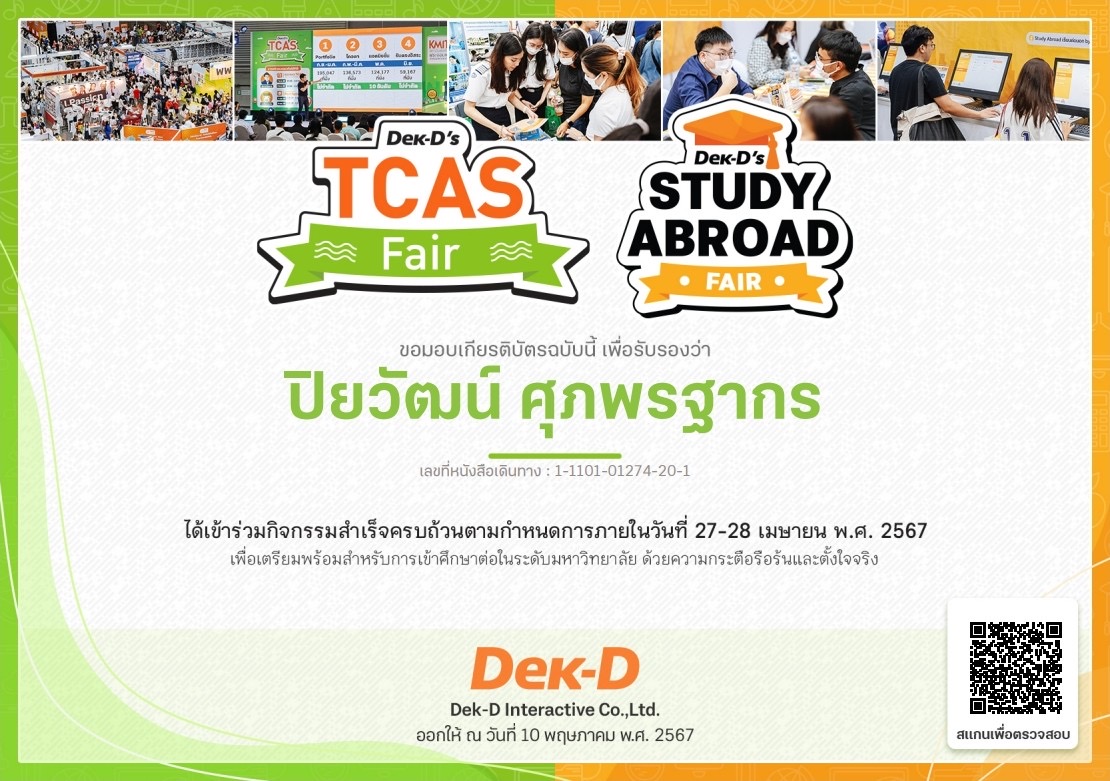 TCAS
Fair
1 2 3 4
Portfolio
KMIT
Study Abroad
Dek-D's
TCAS
Fair
Dek-D's
STUDY
ABROAD
FAIR
ขอมอบเกียรติบัตรฉบับนี้ เพื่อรับรองว่า
ปิยวัฒน์ ศุภพรฐากร
เลขที่หนังสือเดินทาง : 1-1101-01274-20-1
ได้เข้าร่วมกิจกรรมสำเร็จครบถ้วนตามกำหนดการภายในวันที่ 27-28 เมษายน พ.ศ. 2567
เพื่อเตรียมพร้อมสำหรับการเข้าศึกษาต่อในระดับมหาวิทยาลัย ด้วยความกระตือรือร้นและตั้งใจจริง
Dek-D
Dek-D Interactive Co.,Ltd.
ออกให้ ณ วันที่ 10 พฤษภาคม พ.ศ. 2567
สแกนเพื่อตรวจสอบ